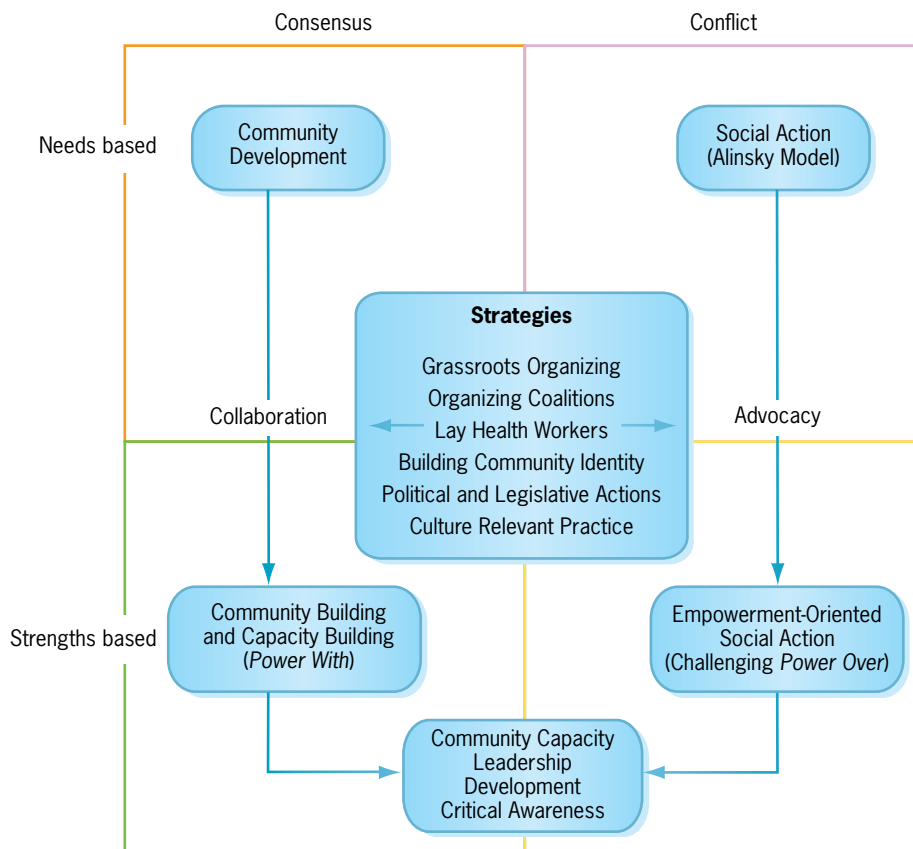 Consensus
Conflict
Needs based
Community
Development
Social Action
(Alinsky Model)
Strategies
Grassroots Organizing
Organizing Coalitions
Lay Health Workers
Building Community Identity
Political and Legislative Actions
Culture Relevant Practice
Collaboration
Advocacy
Strengths based
Community Building
and Capacity Building
(Power With)
Empowerment-Oriented
Social Action
(Challenging Power Over)
Community Capacity
Leadership
Development
Critical Awareness